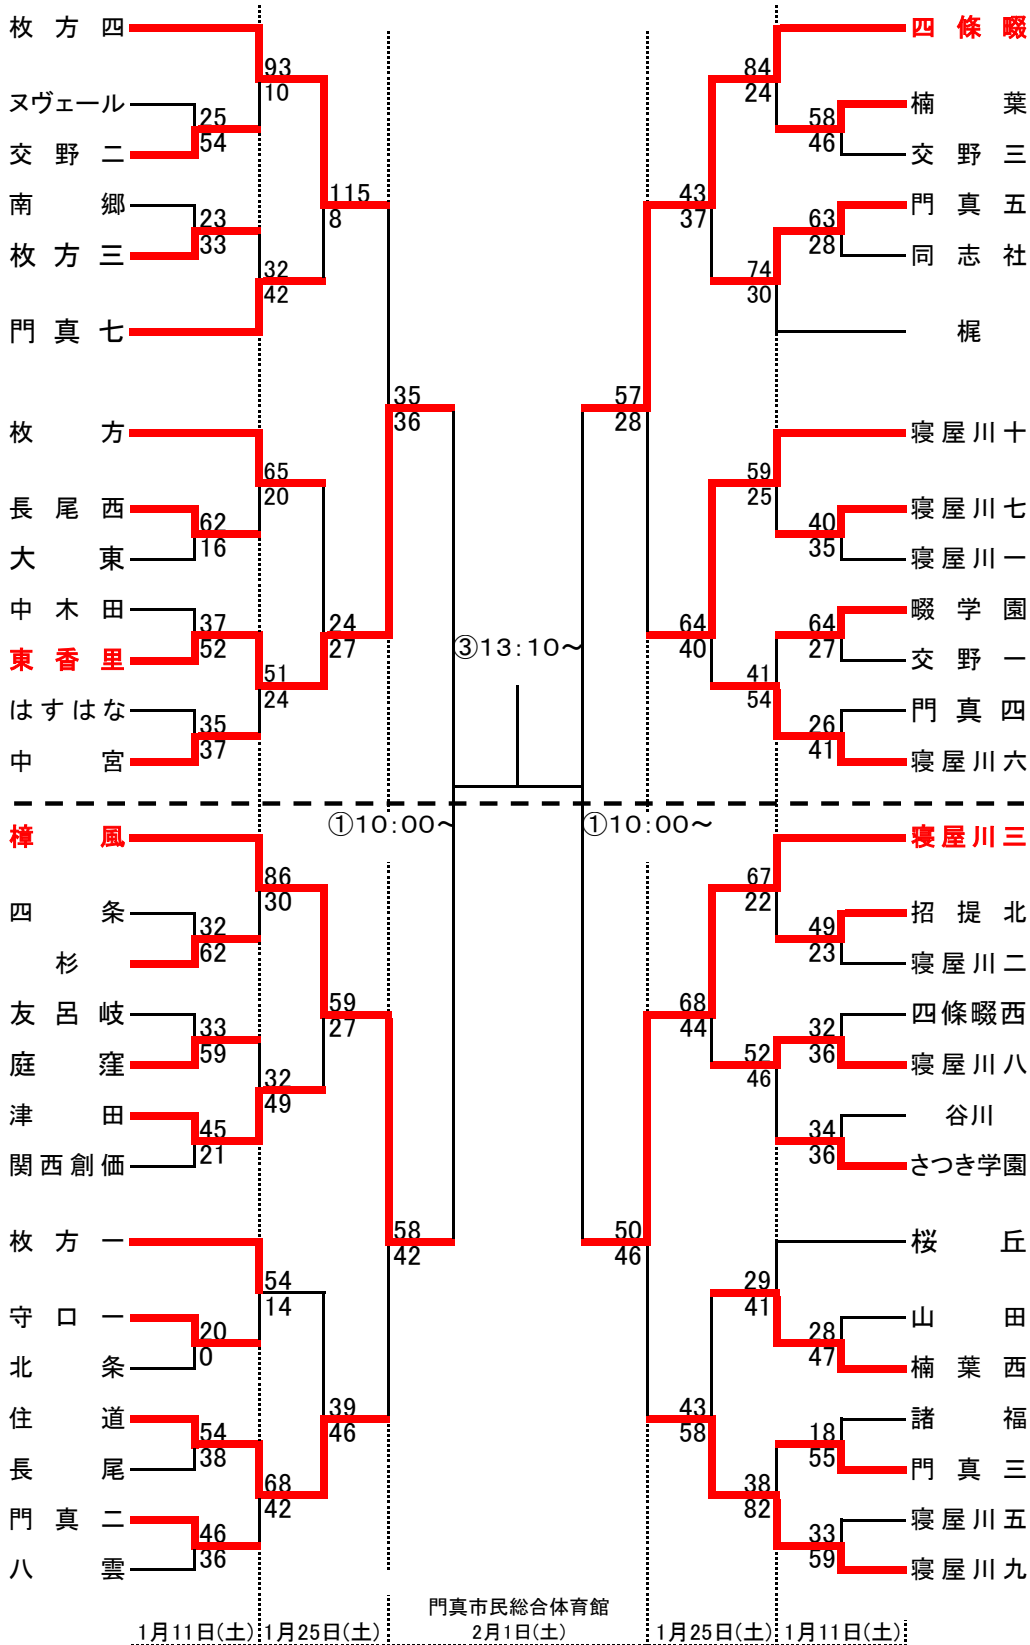 枚方四
93
10
ヌヴェール
25
54
交野二
115
8
南郷
23
33
枚方三
32
42
門真七
35
36
枚方
65
20
長尾西
62
16
大東
24
27
中木田
37
52
東香里
51
24
はすはな
35
37
中宮
四條畷
84
24
楠葉
58
46
交野三
43
37
門真五
63
28
同志社
74
30
梶
57
28
寝屋川十
59
25
寝屋川七
40
35
寝屋川一
64
40
畷学園
64
27
交野一
41
54
門真四
26
41
寝屋川六
③13:10~
①10:00~
①10:00~
樟風
86
30
四条
32
62
杉
59
27
友呂岐
33
59
庭窪
32
49
津田
45
21
関西創価
58
42
枚方一
54
14
守口一
20
0
北条
39
46
住道
54
38
長尾
68
42
門真二
46
36
八雲
寝屋川三
67
22
招提北
49
23
寝屋川二
68
44
四條畷西
32
36
寝屋川八
52
46
谷川
34
36
さつき学園
50
46
桜丘
29
41
山田
28
47
楠葉西
43
58
諸福
18
55
門真三
38
82
寝屋川五
33
59
寝屋川九
門真市民総合体育館
1月11日(土) 1月25日(土) 2月1日(土) 1月25日(土) 1月11日(土)